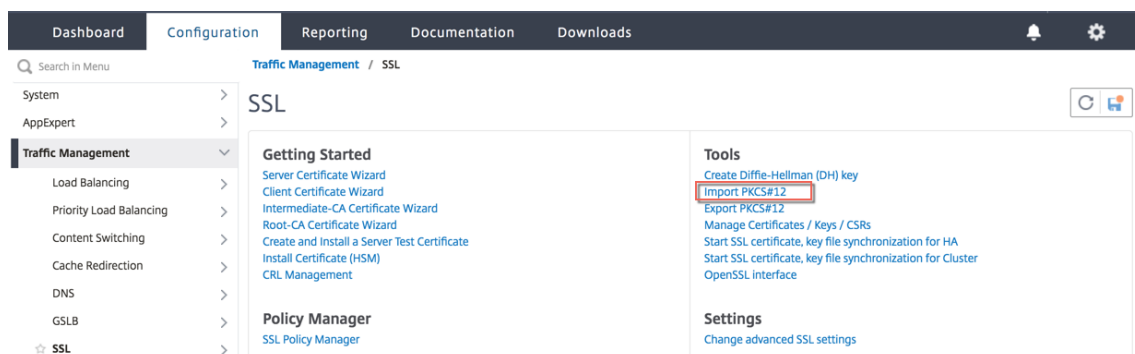 Dashboard Configuration Reporting Documentation Downloads
Search in Menu
Traffic Management / SSL
System
AppExpert
Traffic Management
Load Balancing
Priority Load Balancing
Content Switching
Cache Redirection
DNS
GSLB
SSL
SSL
Getting Started
Server Certificate Wizard
Client Certificate Wizard
Intermediate-CA Certificate Wizard
Root-CA Certificate Wizard
Create and Install a Server Test Certificate
Install Certificate (HSM)
CRL Management
Policy Manager
SSL Policy Manager
Tools
Create Diffie-Hellman (DH) key
Import PKCS#12
Export PKCS#12
Manage Certificates / Keys / CSRs
Start SSL certificate, key file synchronization for HA
Start SSL certificate, key file synchronization for Cluster
OpenSSL interface
Settings
Change advanced SSL settings